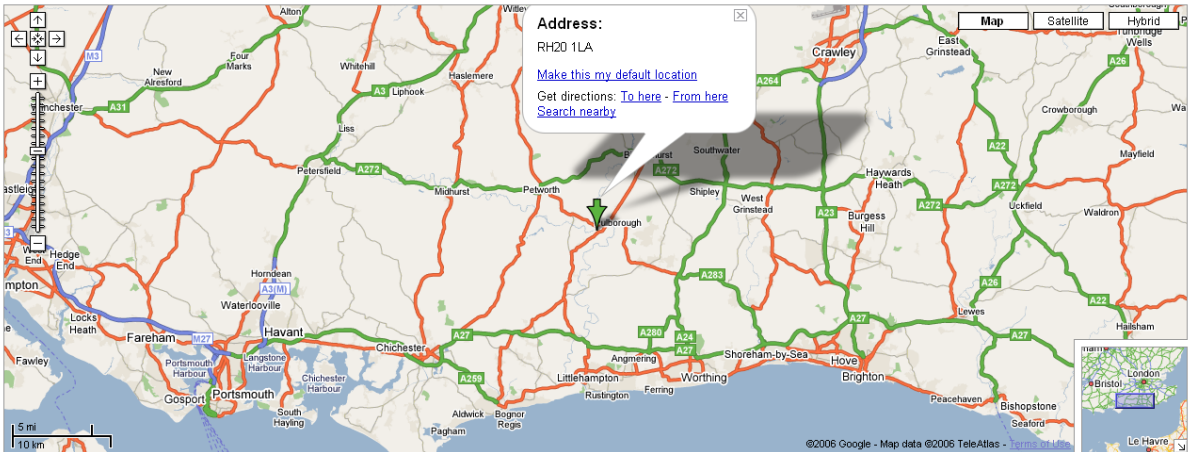 Address:
RH20 1LA
Make this my default location
Get directions: To here - From here
Search nearby
Map
Satellite
Hybrid
Alton
Four
Marks
New
Alresford
M3
A31
Whitehill
A3
Liphook
Haslemere
Liss
Petersfield
A272
Midhurst
Petworth
Crawley
A264
East
Grinstead
Wells
A26
Crowborough
Mayfield
A22
A272
Southwater
Shipley
West
Grinstead
Haywards
Heath
A272
A272
Uckfield
Waldron
A23
Burgess
Hill
Hedge
End
End
Horndean
A3(M)
Waterlooville
Locks
Heath
Fareham
M27
Havant
Portsmouth
Harbour
Langstone
Harbour
Chichester
Harbour
Chichester
Fawley
Gosport
Portsmouth
South
Hayling
A27
A259
A283
A280
A24
A27
Angmering
Littlehampton
Rustington
Ferring
Worthing
Shoreham-by-Sea
A27
Hove
Brighton
A26
Lewes
A22
A27
Hailsham
Peacehaven
Bishopstone
Seaford
Aldwick
Bognor
Regis
Pagham
London
Bristol
Le Havre
5 mi
10 km
©2006 Google - Map data ©2006 TeleAtlas - Terms of Use